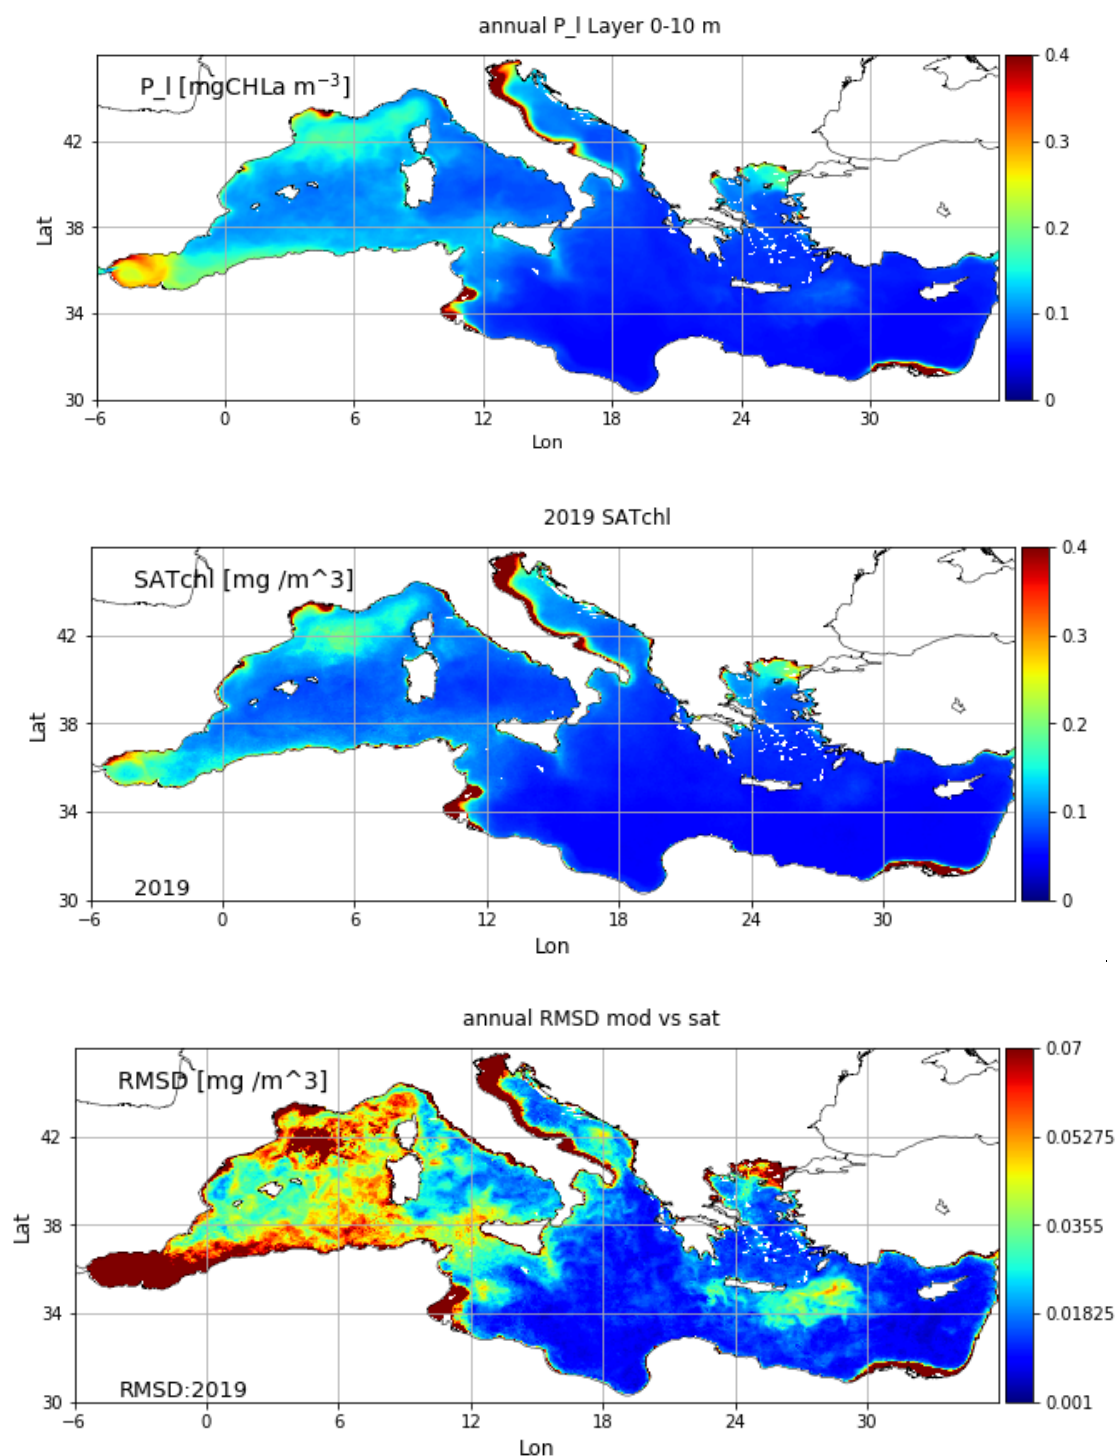 annual P_l Layer 0-10 m
P_l [mgCHLa m⁻³]
0.4
0.3
0.2
0.1
0
42
38
34
30
Lat
−6 0 6 12 18 24 30
Lon
2019 SATchl
SATchl [mg /m^3]
0.4
0.3
0.2
0.1
0
42
38
34
30
Lat
2019
−6 0 6 12 18 24 30
Lon
annual RMSD mod vs sat
RMSD [mg /m^3]
0.07
0.05275
0.0355
0.01825
0.001
42
38
34
30
Lat
RMSD:2019
−6 0 6 12 18 24 30
Lon